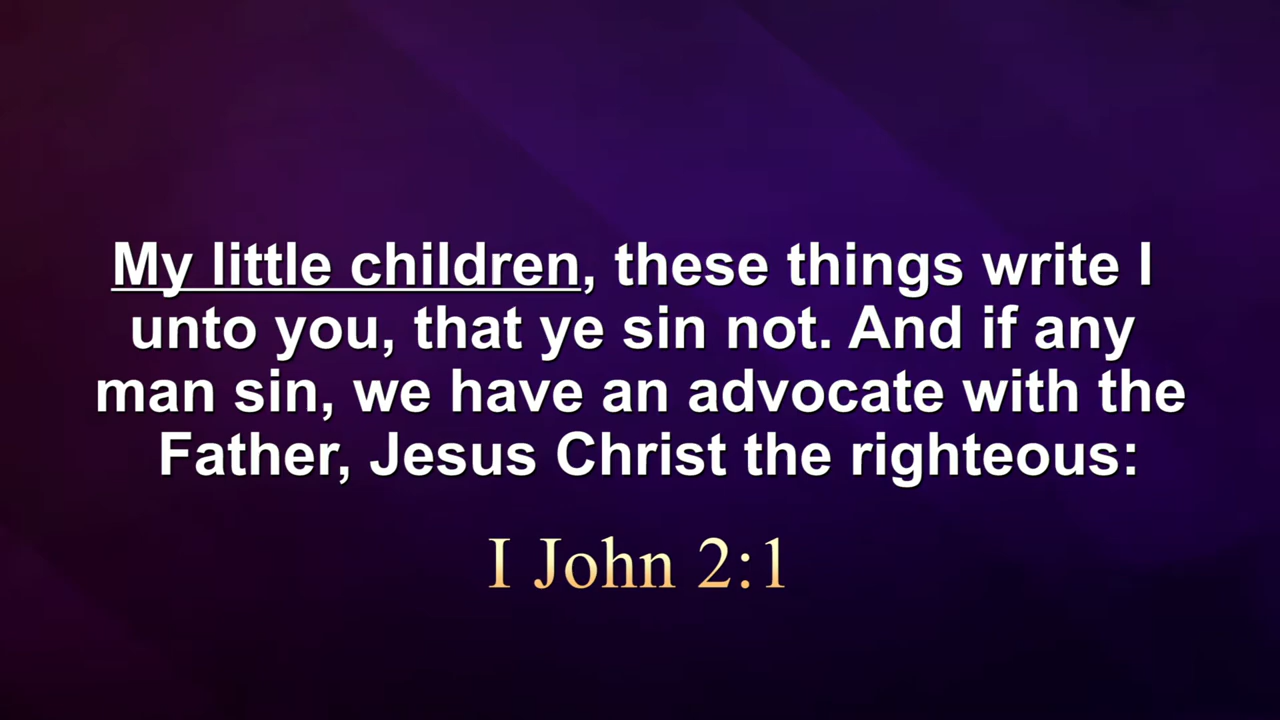 My little children, these things write I
unto you, that ye sin not. And if any
man sin, we have an advocate with the
Father, Jesus Christ the righteous:
I John 2:1